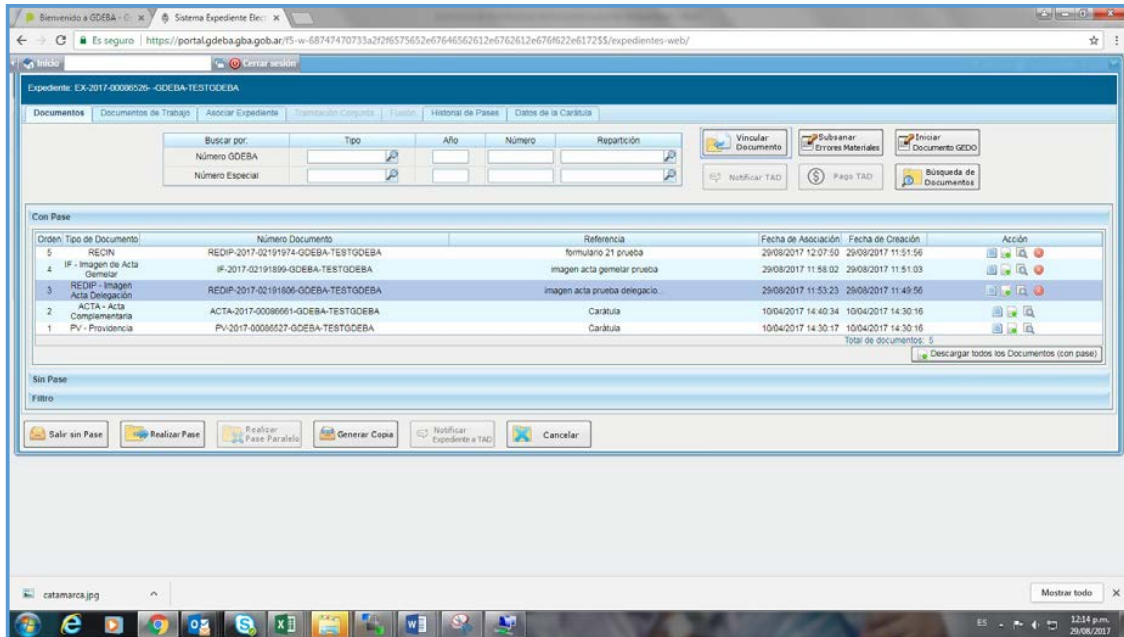 Bienvenido a GDEBA - G
Sistema Expediente Elect
Es seguro
https://portal.gdeba.gba.gob.ar/f5-w-68747470733a2f2f6575652e67646562612e6762612e676f622e6172$$/expedientes-web/
Inicio
Cerrar sesión
Expediente: EX-2017-00086526- -GDEBA-TESTGDEBA
Documentos Documentos de Trabajo Asociar Expediente Tramitación Conjunta Fusión Historial de Pases Datos de la Carátula
Buscar por: Tipo Año Número Repartición
Número GDEBA
Número Especial
Vincular Documento
Subsanar Errores Materiales
Iniciar Documento GEDO
Notificar TAD
Pago TAD
Búsqueda de Documentos
Con Pase
Orden Tipo de Documento Número Documento Referencia Fecha de Asociación Fecha de Creación Acción
5 RECIN REDIP-2017-02191974-GDEBA-TESTGDEBA formulario 21 prueba 29/08/2017 12:07:50 29/08/2017 11:51:56
4 IF - Imagen de Acta Gemelar IF-2017-02191899-GDEBA-TESTGDEBA imagen acta gemelar prueba 29/08/2017 11:58:02 29/08/2017 11:51:03
3 REDIP - Imagen Acta Delegación REDIP-2017-02191806-GDEBA-TESTGDEBA imagen acta prueba delegacio... 29/08/2017 11:53:23 29/08/2017 11:49:56
2 ACTA - Acta Complementaria ACTA-2017-00086661-GDEBA-TESTGDEBA Carátula 10/04/2017 14:40:34 10/04/2017 14:30:16
1 PV - Providencia PV-2017-00086527-GDEBA-TESTGDEBA Carátula 10/04/2017 14:30:17 10/04/2017 14:30:16
Total de documentos: 5
Descargar todos los Documentos (con pase)
Sin Pase
Filtro
Salir sin Pase
Realizar Pase
Realizar Pase Paralelo
Generar Copia
Notificar Expediente a TAD
Cancelar
catamarca.jpg
Mostrar todo
ES
12:14 p.m.
29/08/2017